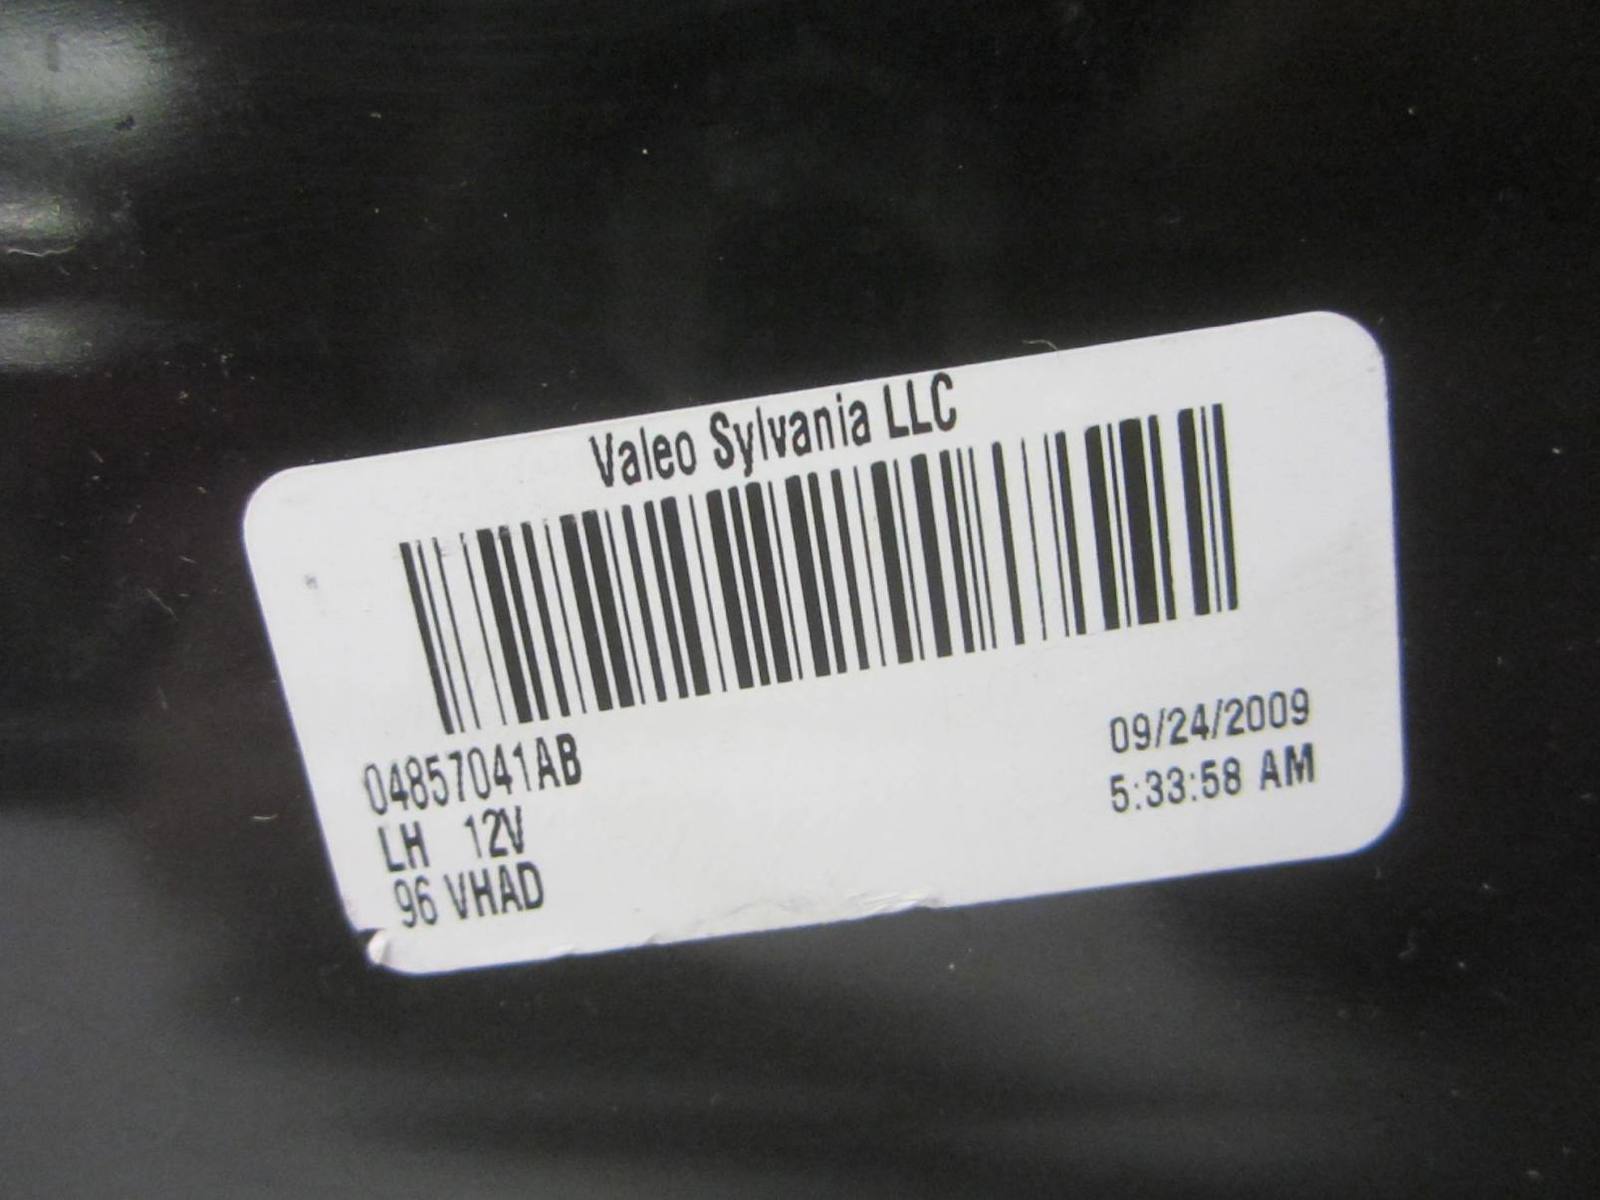 Valeo Sylvania LLC
04857041AB
LH 12V
96 VHAD
09/24/2009
5:33:58 AM